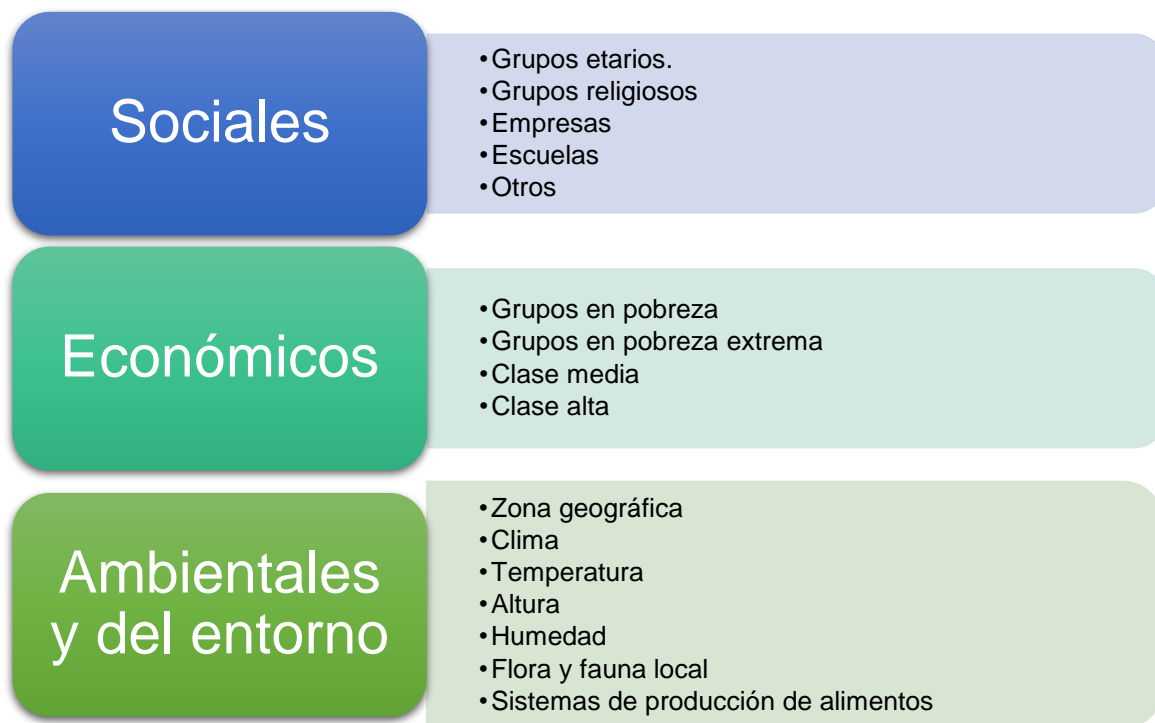 Sociales
•Grupos etarios.
•Grupos religiosos
•Empresas
•Escuelas
•Otros
Económicos
•Grupos en pobreza
•Grupos en pobreza extrema
•Clase media
•Clase alta
Ambientales
y del entorno
•Zona geográfica
•Clima
•Temperatura
•Altura
•Humedad
•Flora y fauna local
•Sistemas de producción de alimentos